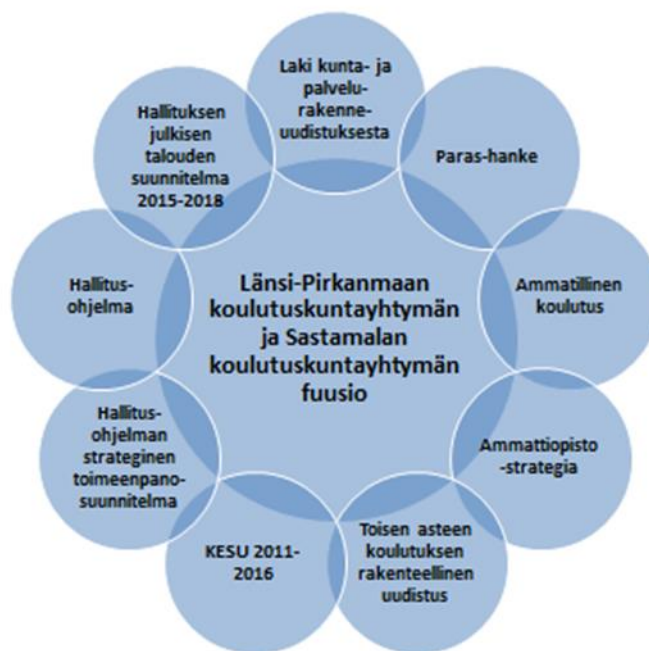 Laki kunta- ja
palvelu-
rakenne-
uudistuksesta
Paras-hanke
Ammatillinen
koulutus
Ammattiopisto
-strategia
Toisen asteen
koulutuksen
rakenteellinen
uudistus
KESU 2011-
2016
Hallitus-
ohjelman
strateginen
toimeenpano-
suunnitelma
Hallitus-
ohjelma
Hallituksen
julkisen
talouden
suunnitelma
2015-2018
Länsi-Pirkanmaan
koulutuskuntayhtymän
ja Sastamalan
koulutuskuntayhtymän
fuusio